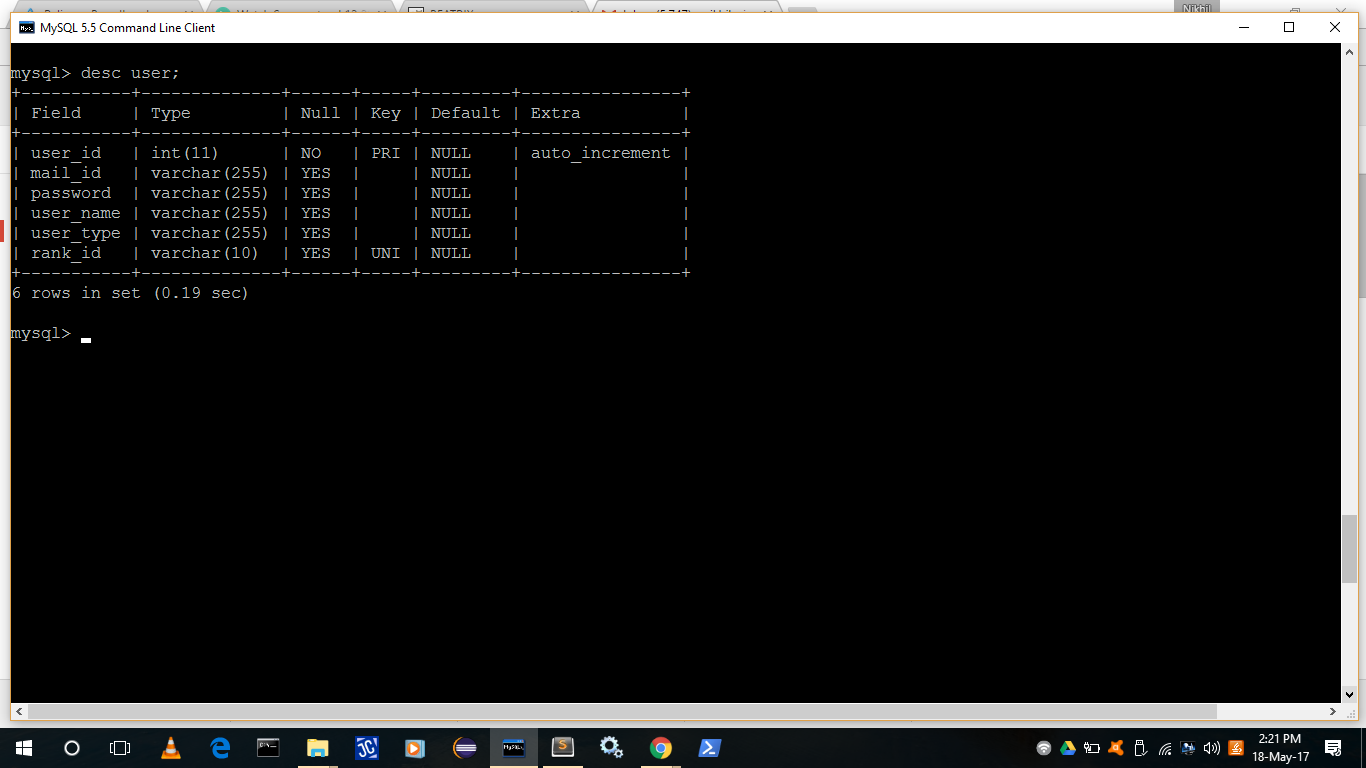 Nikhil
MySQL 5.5 Command Line Client
mysql> desc user;
+-----------+--------------+------+-----+---------+----------------+
| Field     | Type         | Null | Key | Default | Extra          |
+-----------+--------------+------+-----+---------+----------------+
| user_id   | int(11)      | NO   | PRI | NULL    | auto_increment |
| mail_id   | varchar(255) | YES  |     | NULL    |                |
| password  | varchar(255) | YES  |     | NULL    |                |
| user_name | varchar(255) | YES  |     | NULL    |                |
| user_type | varchar(255) | YES  |     | NULL    |                |
| rank_id   | varchar(10)  | YES  | UNI | NULL    |                |
+-----------+--------------+------+-----+---------+----------------+
6 rows in set (0.19 sec)
mysql>
2:21 PM
18-May-17